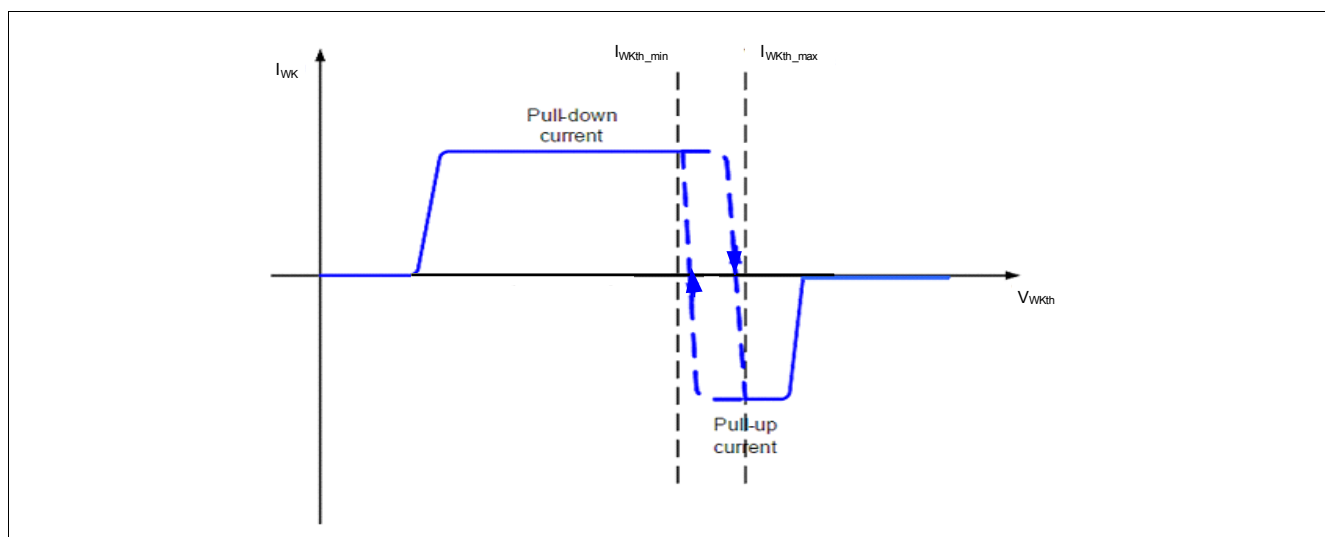 I_WK
I_WKth_min
I_WKth_max
Pull-down
current
V_WKth
Pull-up
current